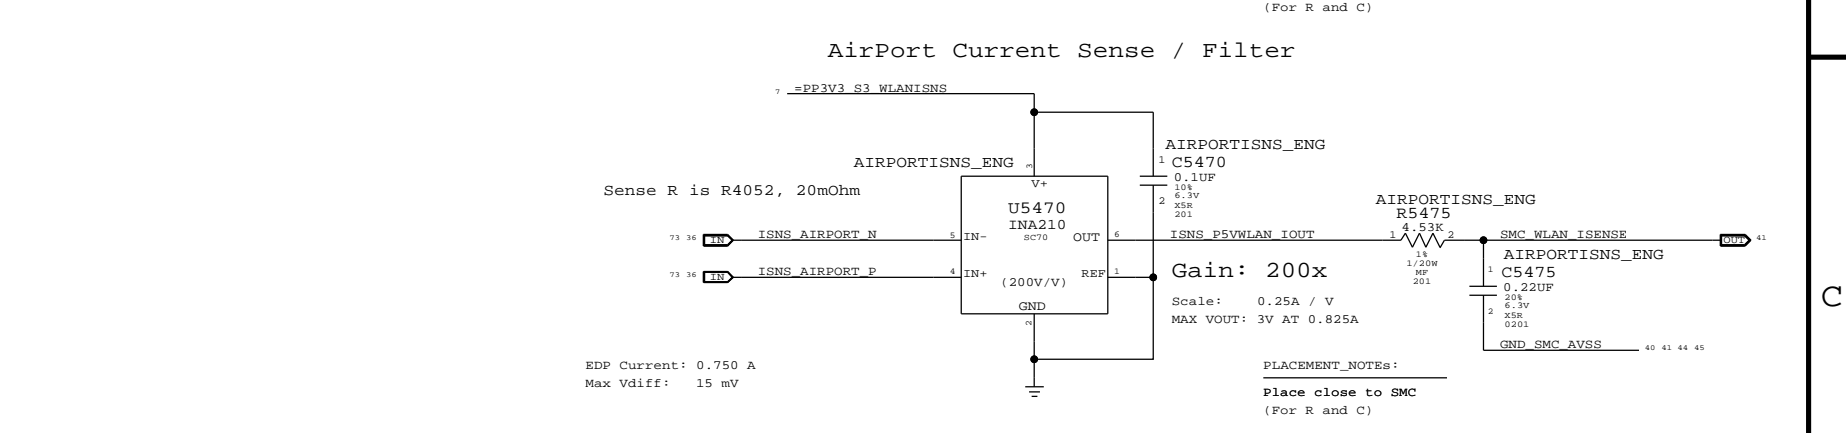 (For R and C)
AirPort Current Sense / Filter
7 =PP3V3_S3_WLANISNS
AIRPORTISNS_ENG
C5470
1
0.1UF
10%
6.3V
X5R
201
2
AIRPORTISNS_ENG
3
V+
U5470
INA210
SC70
(200V/V)
GND
2
Sense R is R4052, 20mOhm
73 36 IN ISNS_AIRPORT_N 5 IN-
73 36 IN ISNS_AIRPORT_P 4 IN+
OUT 6 ISNS_P5VWLAN_IOUT
REF 1
AIRPORTISNS_ENG
R5475
4.53K
1 2
1%
1/20W
MF
201
SMC_WLAN_ISENSE OUT 41
AIRPORTISNS_ENG
C5475
1
0.22UF
20%
6.3V
X5R
0201
2
GND_SMC_AVSS 40 41 44 45
Gain: 200x
Scale: 0.25A / V
MAX VOUT: 3V AT 0.825A
EDP Current: 0.750 A
Max Vdiff: 15 mV
PLACEMENT_NOTEs:
Place close to SMC
(For R and C)
C